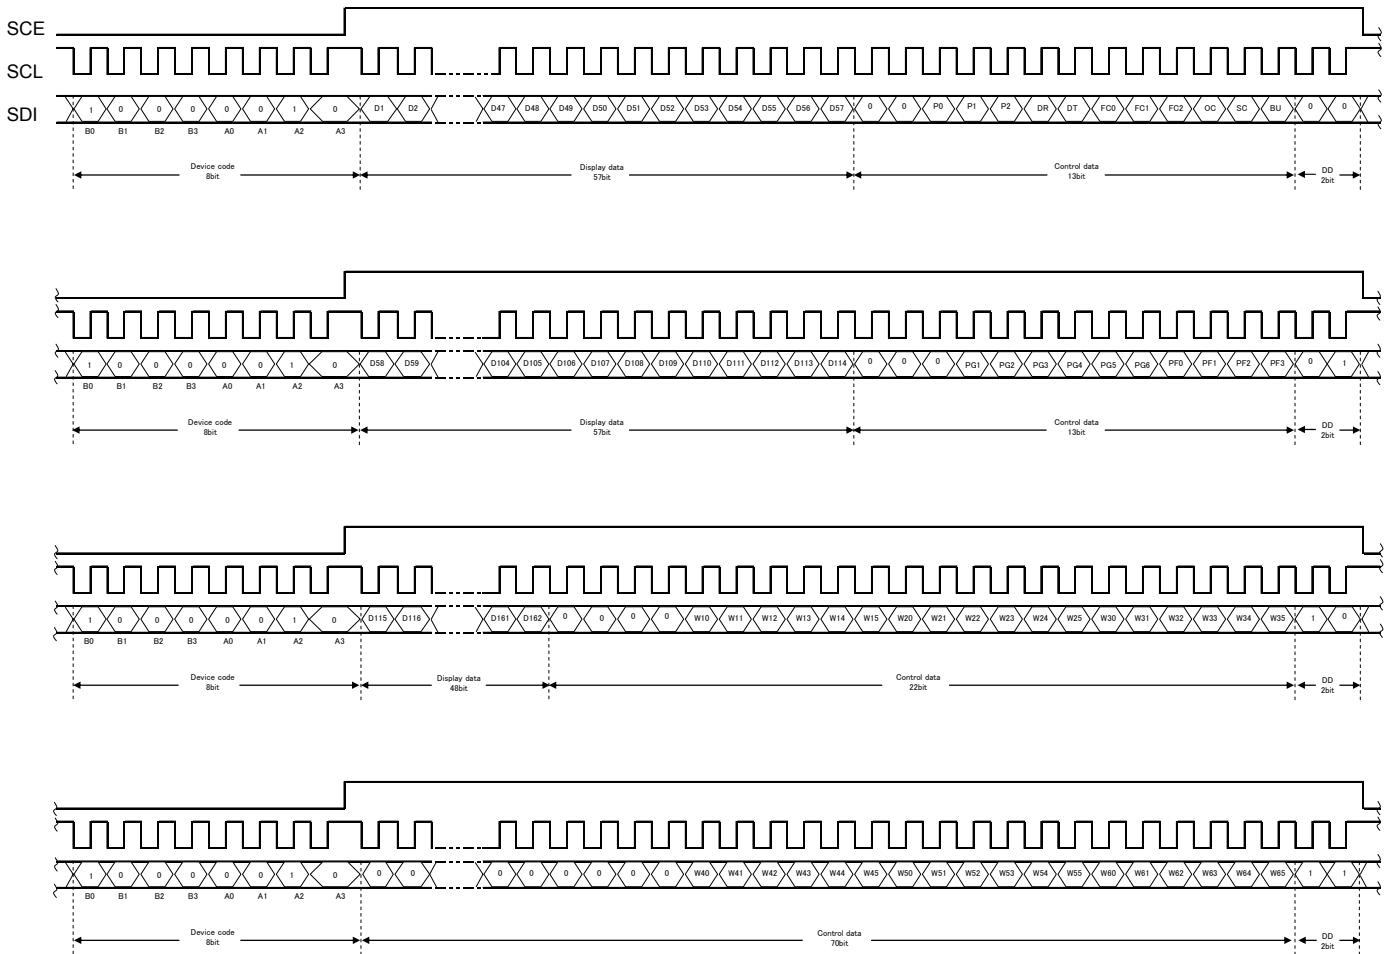 SCE
SCL
SDI
1 0 0 0 0 0 1 0 D1 D2 D47 D48 D49 D50 D51 D52 D53 D54 D55 D56 D57 0 0 P0 P1 P2 DR DT FC0 FC1 FC2 OC SC BU 0 0
B0 B1 B2 B3 A0 A1 A2 A3
Device code Display data Control data DD
8bit 57bit 13bit 2bit
1 0 0 0 0 0 1 0 D58 D59 D104 D105 D106 D107 D108 D109 D110 D111 D112 D113 D114 0 0 0 PG1 PG2 PG3 PG4 PG5 PG6 PF0 PF1 PF2 PF3 0 1
B0 B1 B2 B3 A0 A1 A2 A3
Device code Display data Control data DD
8bit 57bit 13bit 2bit
1 0 0 0 0 0 1 0 D115 D116 D161 D162 0 0 0 0 W10 W11 W12 W13 W14 W15 W20 W21 W22 W23 W24 W25 W30 W31 W32 W33 W34 W35 1 0
B0 B1 B2 B3 A0 A1 A2 A3
Device code Display data Control data DD
8bit 48bit 22bit 2bit
1 0 0 0 0 0 1 0 0 0 0 0 0 0 0 0 W40 W41 W42 W43 W44 W45 W50 W51 W52 W53 W54 W55 W60 W61 W62 W63 W64 W65 1 1
B0 B1 B2 B3 A0 A1 A2 A3
Device code Control data DD
8bit 70bit 2bit